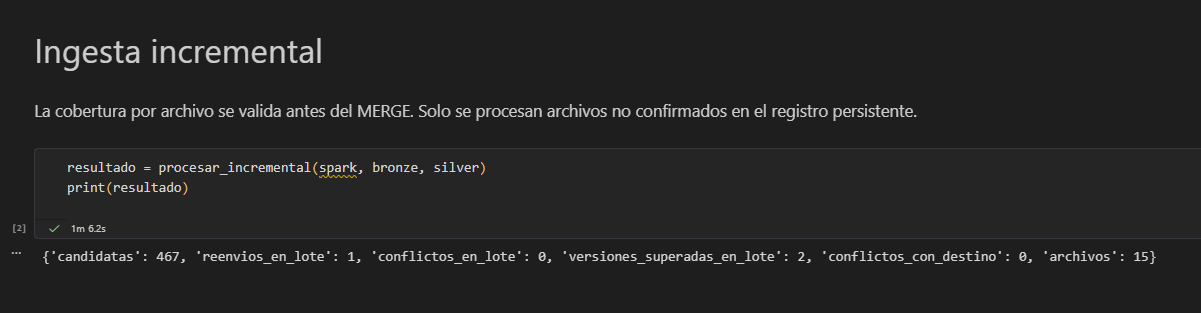 Ingesta incremental
La cobertura por archivo se valida antes del MERGE. Solo se procesan archivos no confirmados en el registro persistente.
resultado = procesar_incremental(spark, bronze, silver)
print(resultado)
[2] 1m 6.2s
... {'candidatas': 467, 'reenvios_en_lote': 1, 'conflictos_en_lote': 0, 'versiones_superadas_en_lote': 2, 'conflictos_con_destino': 0, 'archivos': 15}